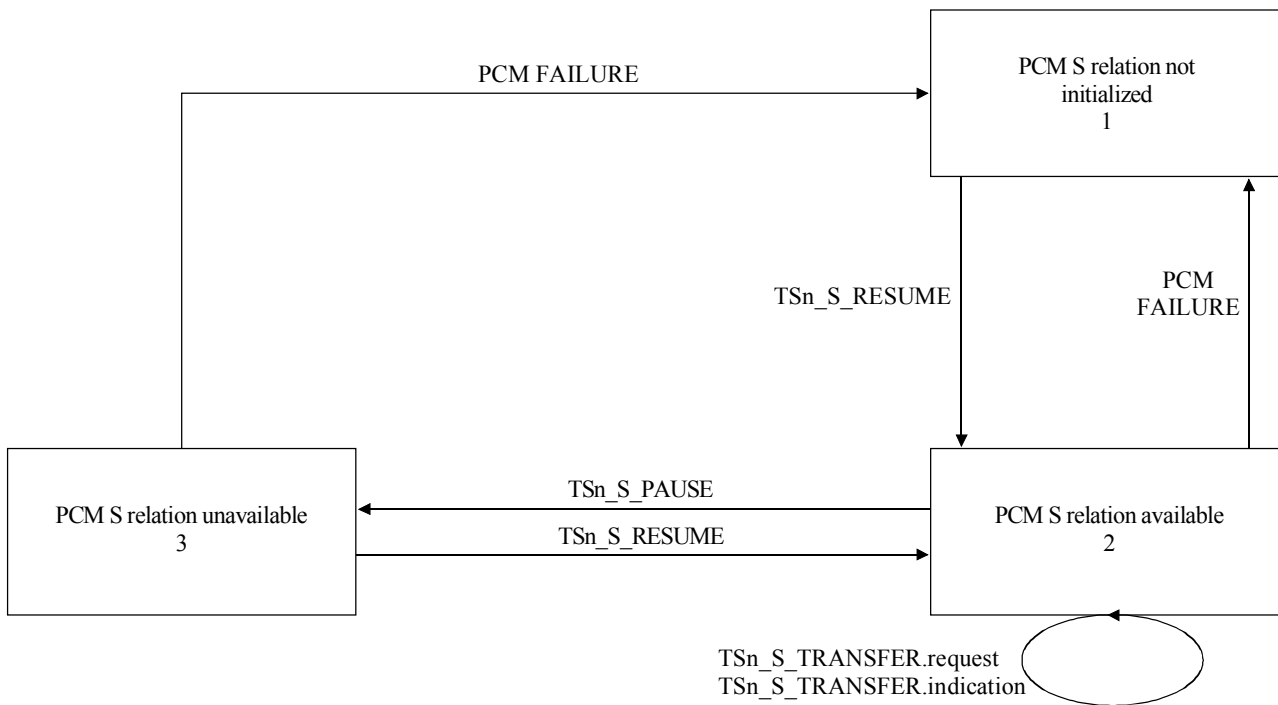 PCM FAILURE
PCM S relation not
initialized
1
TSn_S_RESUME
PCM
FAILURE
PCM S relation unavailable
3
TSn_S_PAUSE
TSn_S_RESUME
PCM S relation available
2
TSn_S_TRANSFER.request
TSn_S_TRANSFER.indication